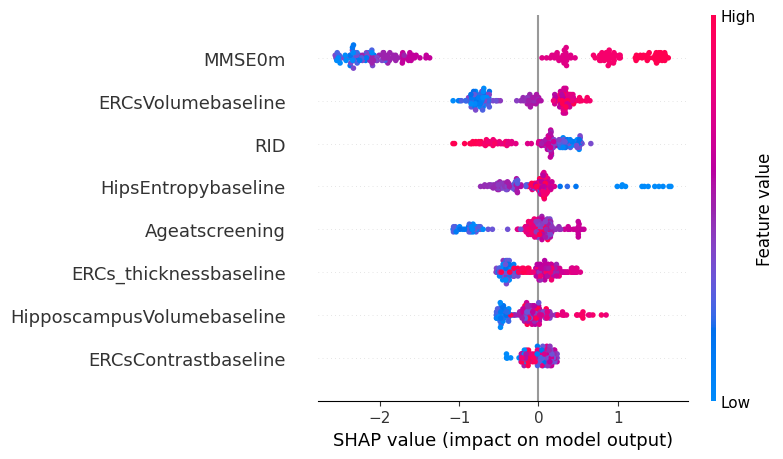 High
MMSE0m
ERCsVolumebaseline
RID
HipsEntropybaseline
Ageatscreening
ERCs_thicknessbaseline
HipposcampusVolumebaseline
ERCsContrastbaseline
Feature value
Low
−2 −1 0 1
SHAP value (impact on model output)